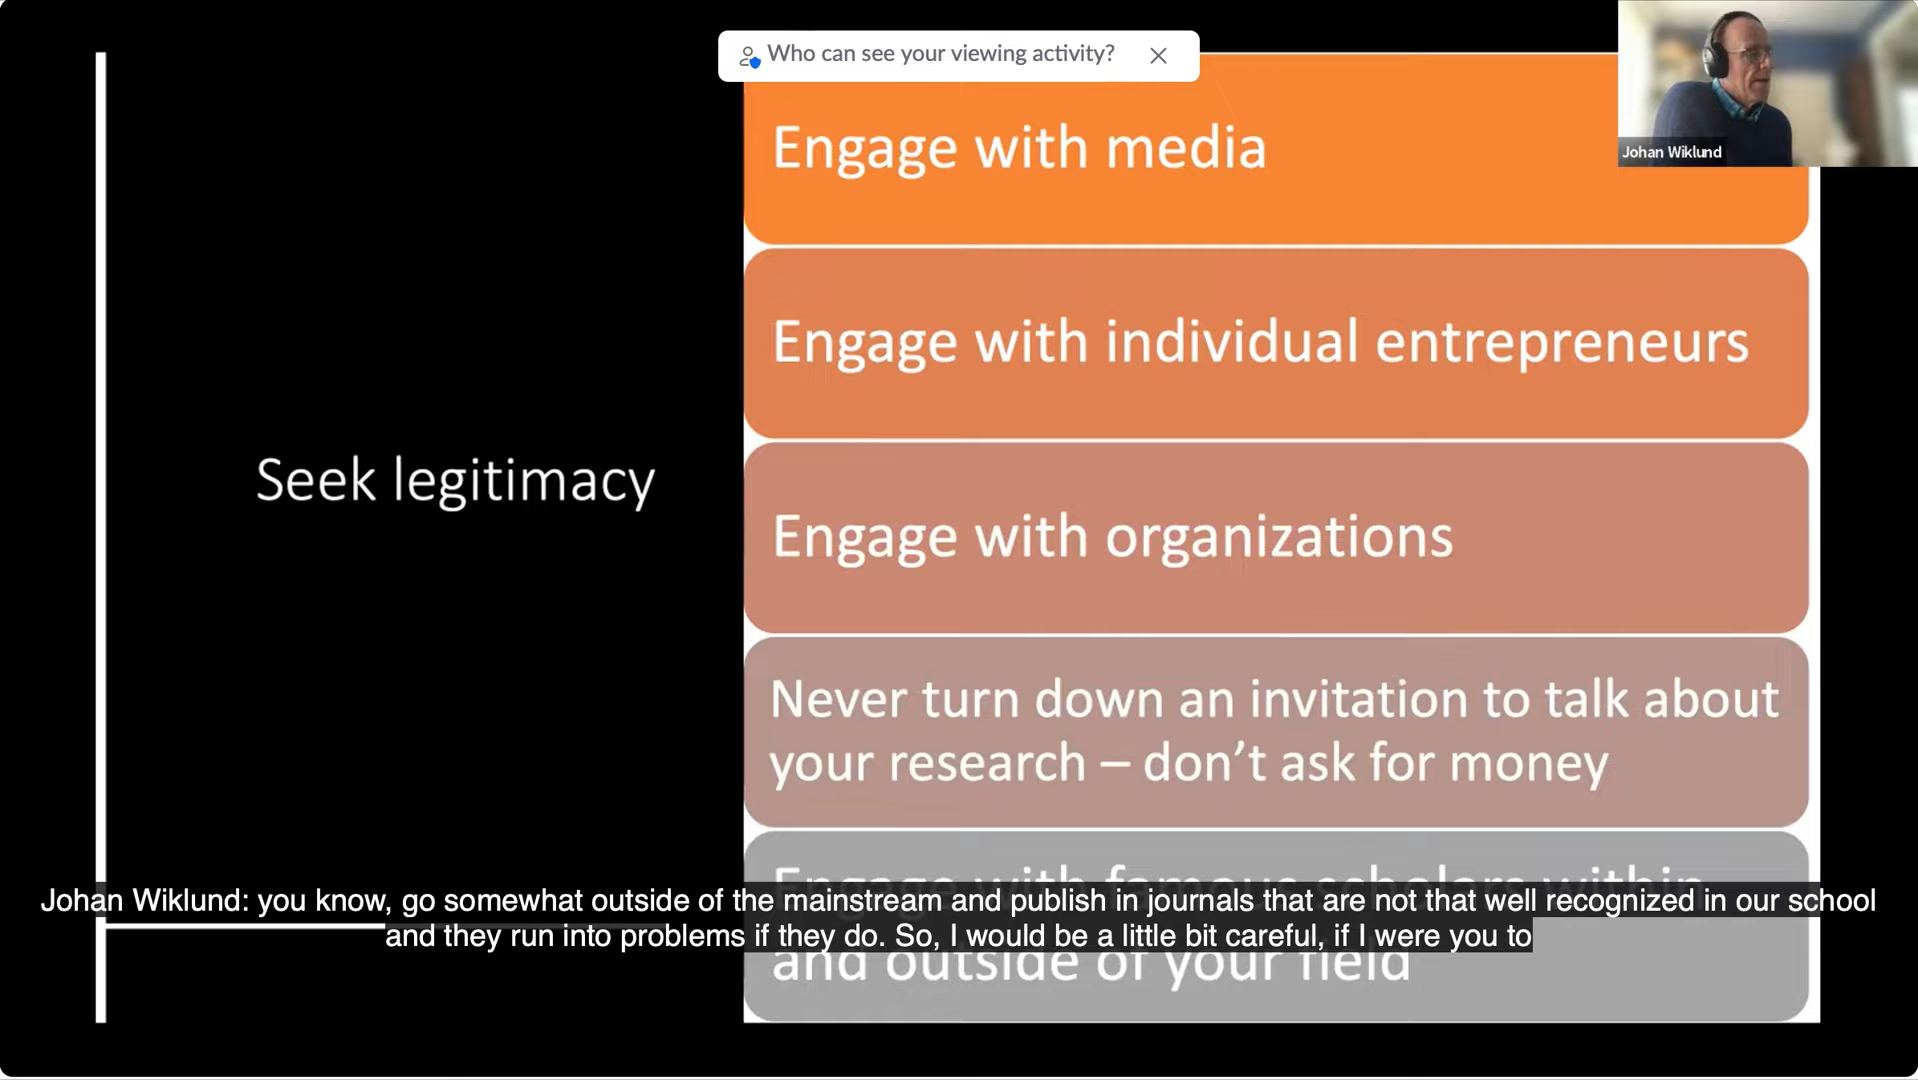 Who can see your viewing activity?
Engage with media
Johan Wiklund
Engage with individual entrepreneurs
Seek legitimacy
Engage with organizations
Never turn down an invitation to talk about
your research – don’t ask for money
Engage with famous scholars within
and outside of your field
Johan Wiklund: you know, go somewhat outside of the mainstream and publish in journals that are not that well recognized in our school
and they run into problems if they do. So, I would be a little bit careful, if I were you to